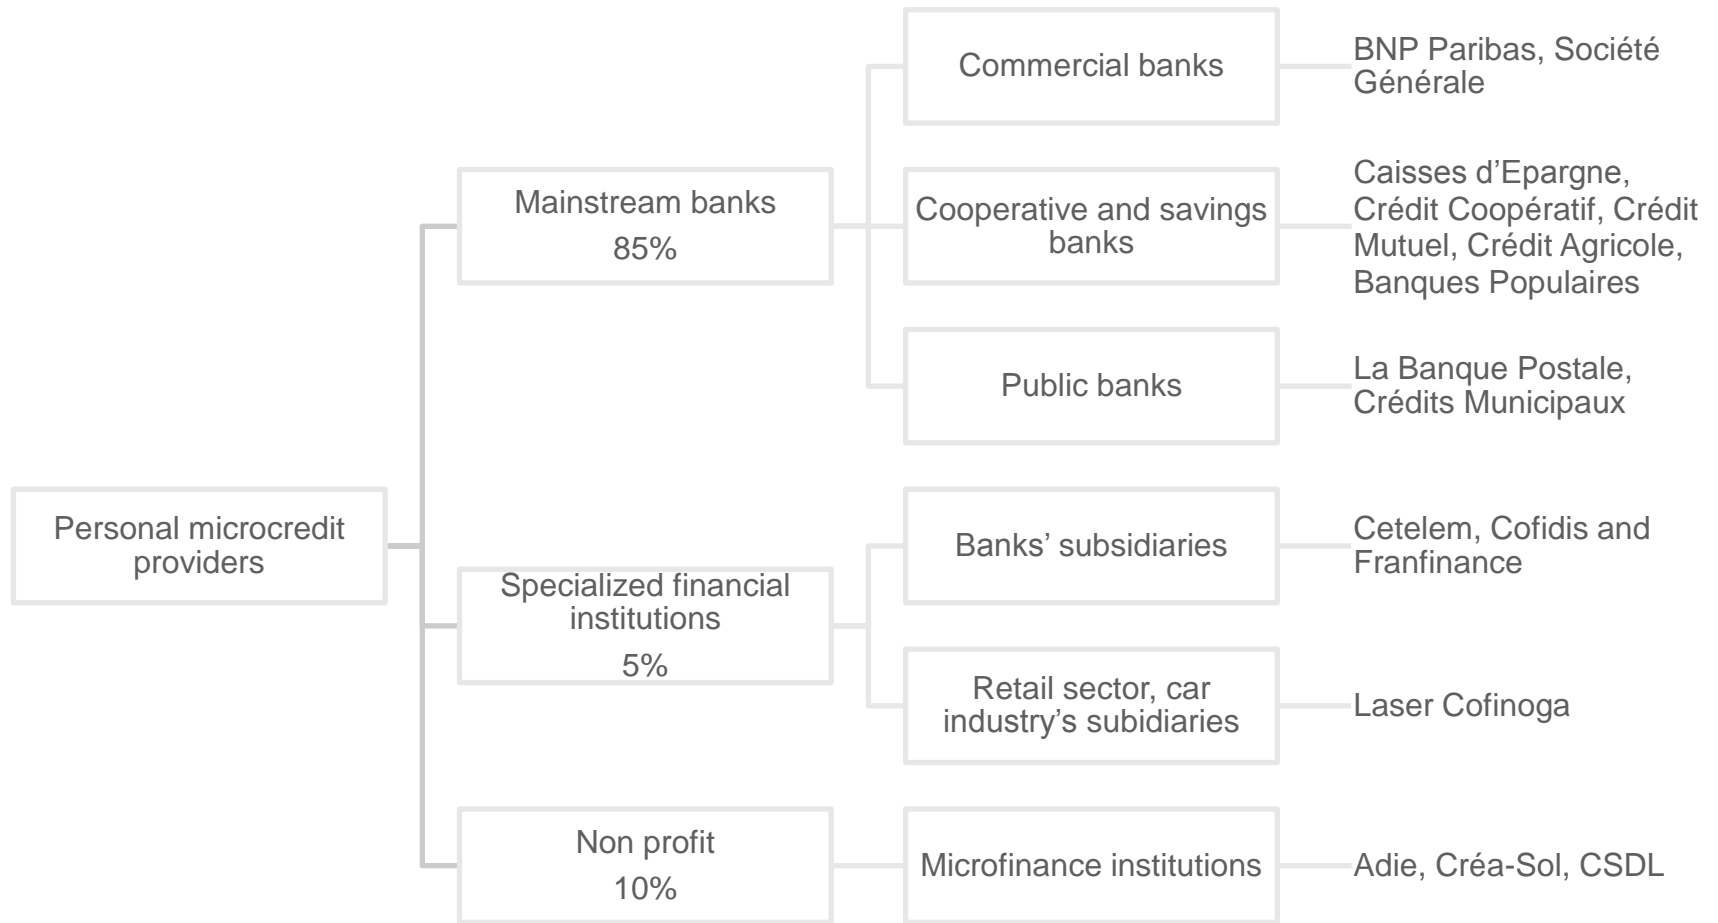 Commercial banks
BNP Paribas, Société
Générale
Mainstream banks
85%
Cooperative and savings
banks
Caisses d’Epargne,
Crédit Coopératif, Crédit
Mutuel, Crédit Agricole,
Banques Populaires
Public banks
La Banque Postale,
Crédits Municipaux
Personal microcredit
providers
Banks’ subsidiaries
Cetelem, Cofidis and
Franfinance
Specialized financial
institutions
5%
Retail sector, car
industry’s subidiaries
Laser Cofinoga
Non profit
10%
Microfinance institutions
Adie, Créa-Sol, CSDL